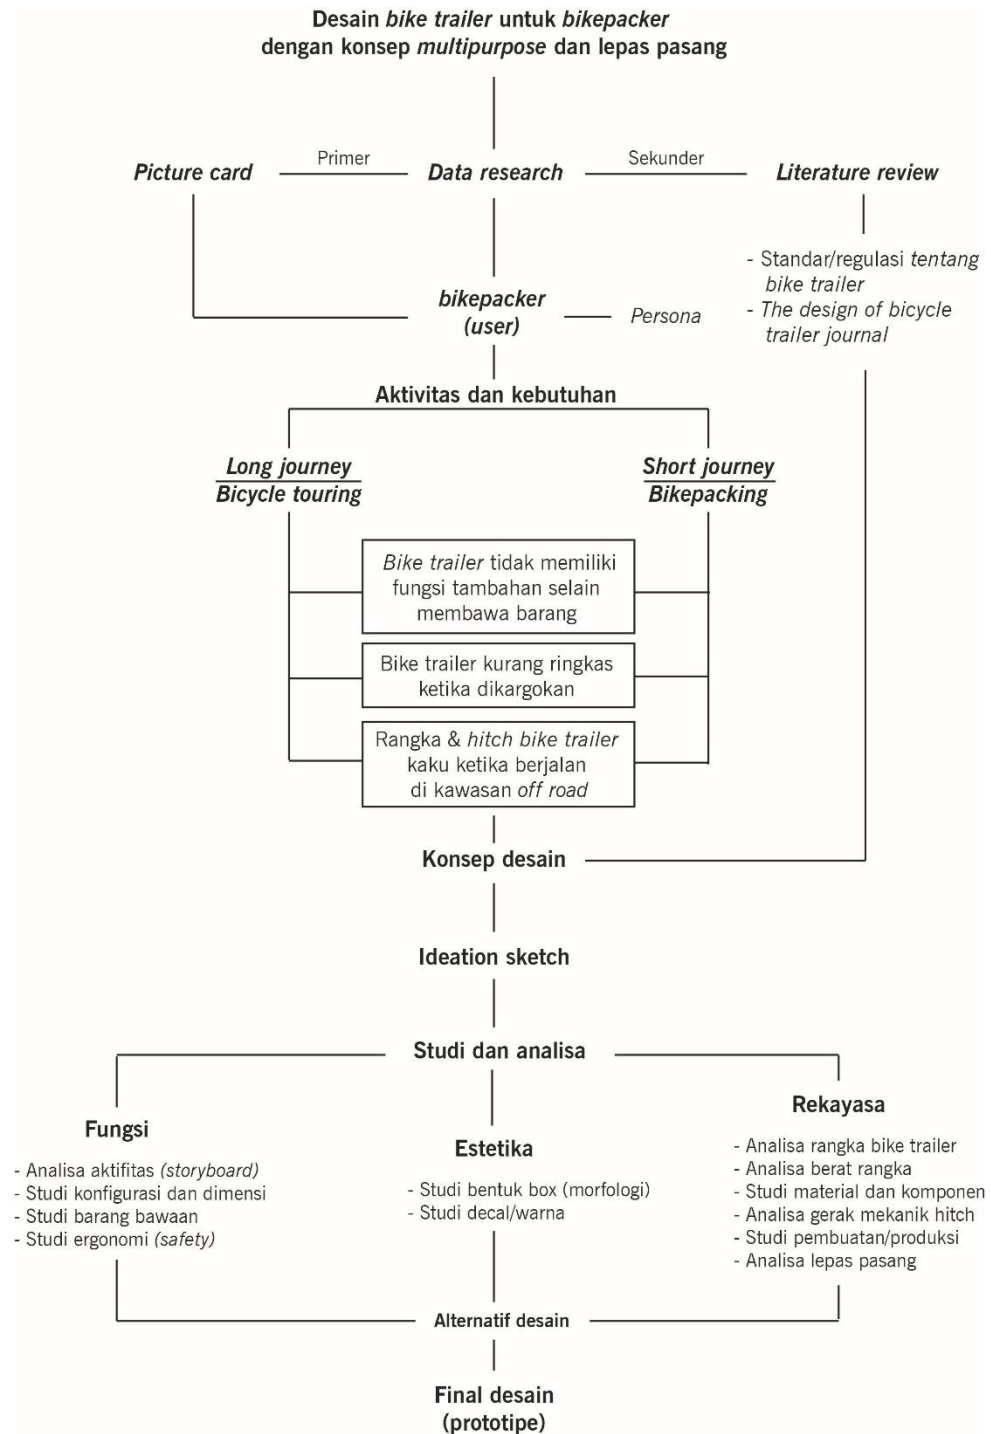 Desain bike trailer untuk bikepacker
dengan konsep multipurpose dan lepas pasang
Picture card
Primer
Data research
Sekunder
Literature review
- Standar/regulasi tentang
bike trailer
- The design of bicycle
trailer journal
bikepacker
(user)
Persona
Aktivitas dan kebutuhan
Long journey
Bicycle touring
Short journey
Bikepacking
Bike trailer tidak memiliki
fungsi tambahan selain
membawa barang
Bike trailer kurang ringkas
ketika dikargokan
Rangka & hitch bike trailer
kaku ketika berjalan
di kawasan off road
Konsep desain
Ideation sketch
Studi dan analisa
Fungsi
- Analisa aktifitas (storyboard)
- Studi konfigurasi dan dimensi
- Studi barang bawaan
- Studi ergonomi (safety)
Estetika
- Studi bentuk box (morfologi)
- Studi decal/warna
Rekayasa
- Analisa rangka bike trailer
- Analisa berat rangka
- Studi material dan komponen
- Analisa gerak mekanik hitch
- Studi pembuatan/produksi
- Analisa lepas pasang
Alternatif desain
Final desain
(prototipe)